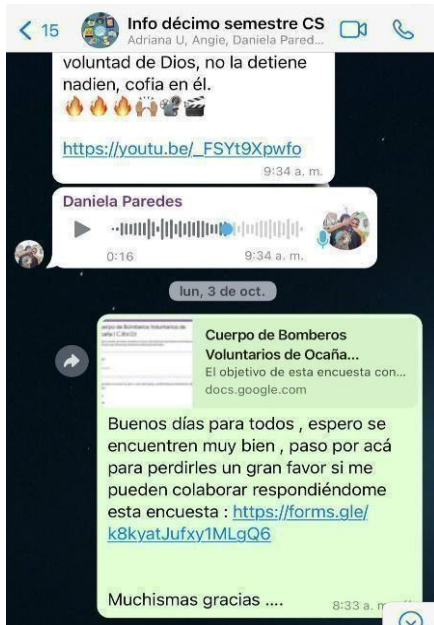 15
Info décimo semestre CS
Adriana U, Angie, Daniela Pared...
voluntad de Dios, no la detiene
nadien, cofia en él.
https://youtu.be/_FSYt9Xpwfo
9:34 a. m.
Daniela Paredes
0:16
9:34 a. m.
lun, 3 de oct.
Cuerpo de Bomberos
Voluntarios de Ocaña...
El objetivo de esta encuesta con...
docs.google.com
Buenos días para todos , espero se
encuentren muy bien , paso por acá
para perdirles un gran favor si me
pueden colaborar respondiéndome
esta encuesta : https://forms.gle/
k8kyatJufxy1MLgQ6
Muchismas gracias ....
8:33 a.